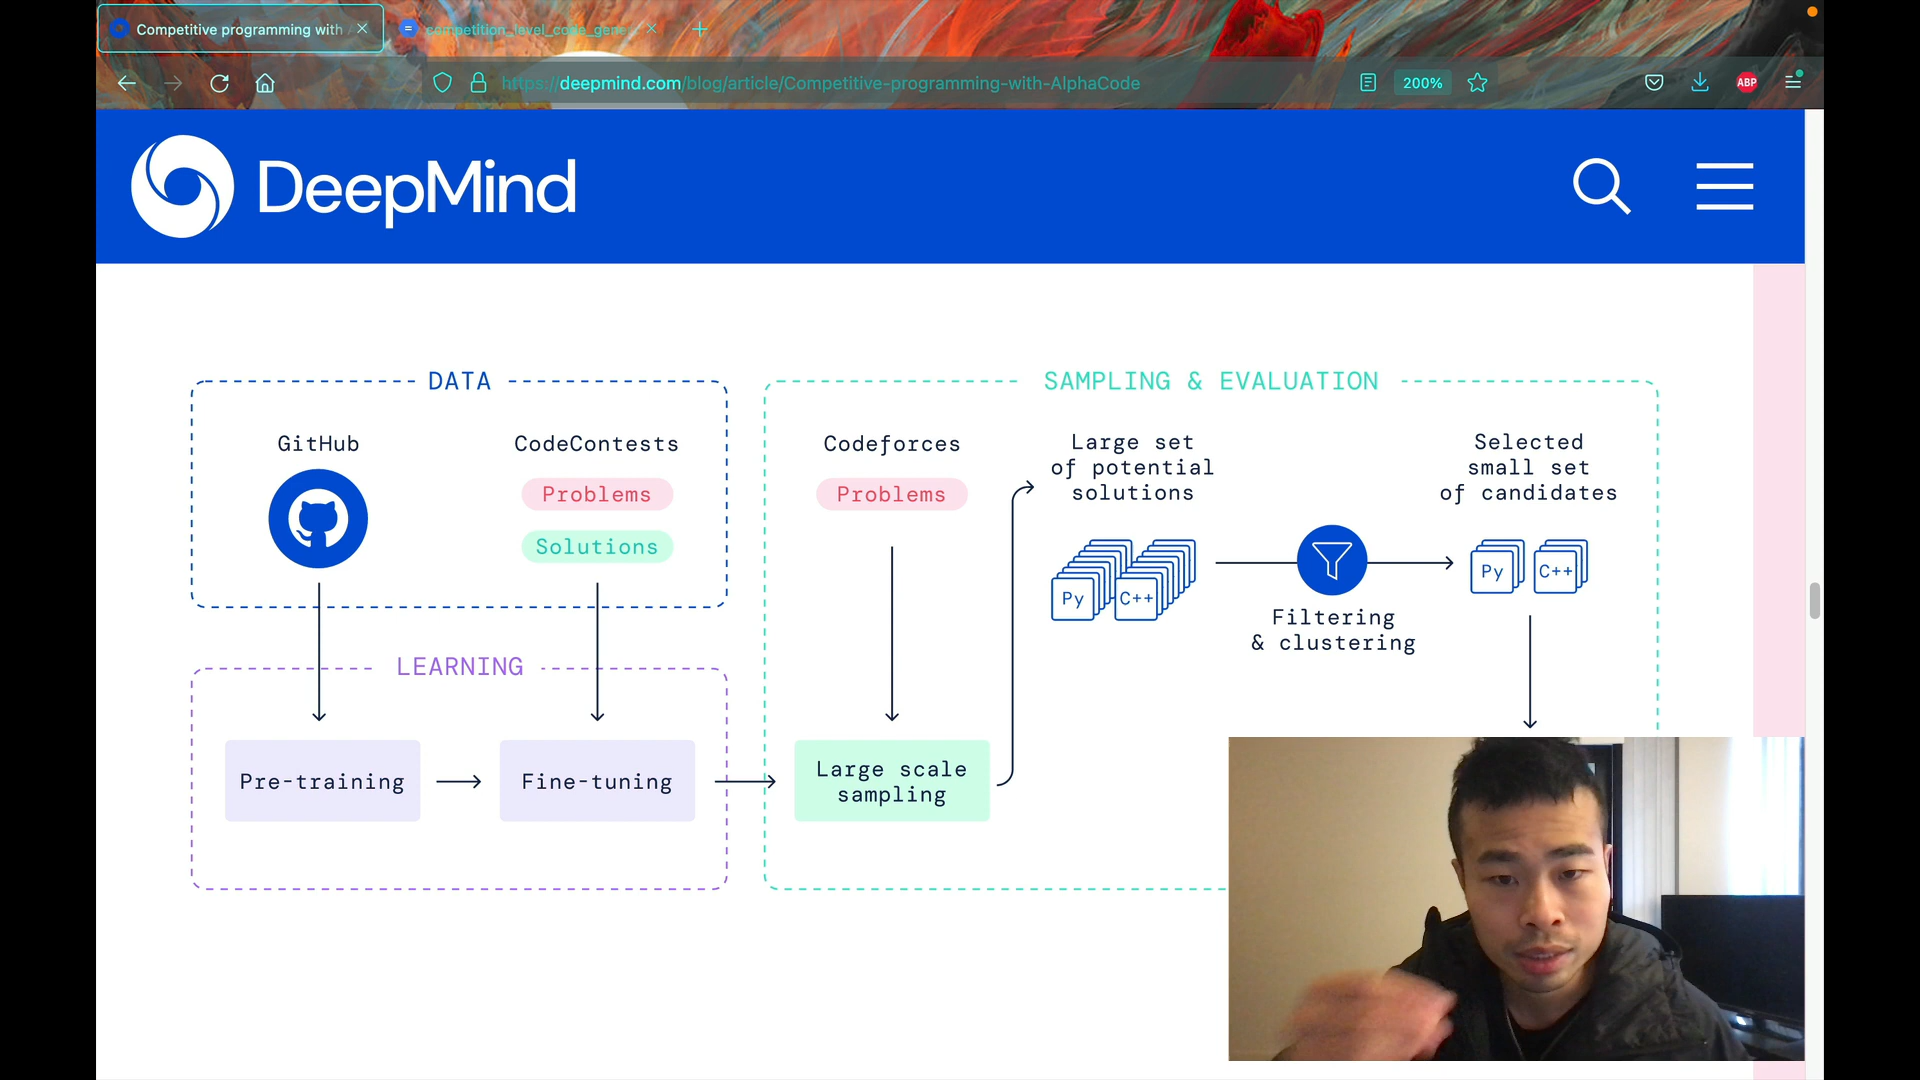 Competitive programming with
competition_level_code_gene
https://deepmind.com/blog/article/Competitive-programming-with-AlphaCode
200%
ABP
DeepMind
DATA
GitHub
CodeContests
Problems
Solutions
LEARNING
Pre-training
Fine-tuning
SAMPLING & EVALUATION
Codeforces
Problems
Large scale
sampling
Large set
of potential
solutions
Py
C++
Filtering
& clustering
Selected
small set
of candidates
Py
C++